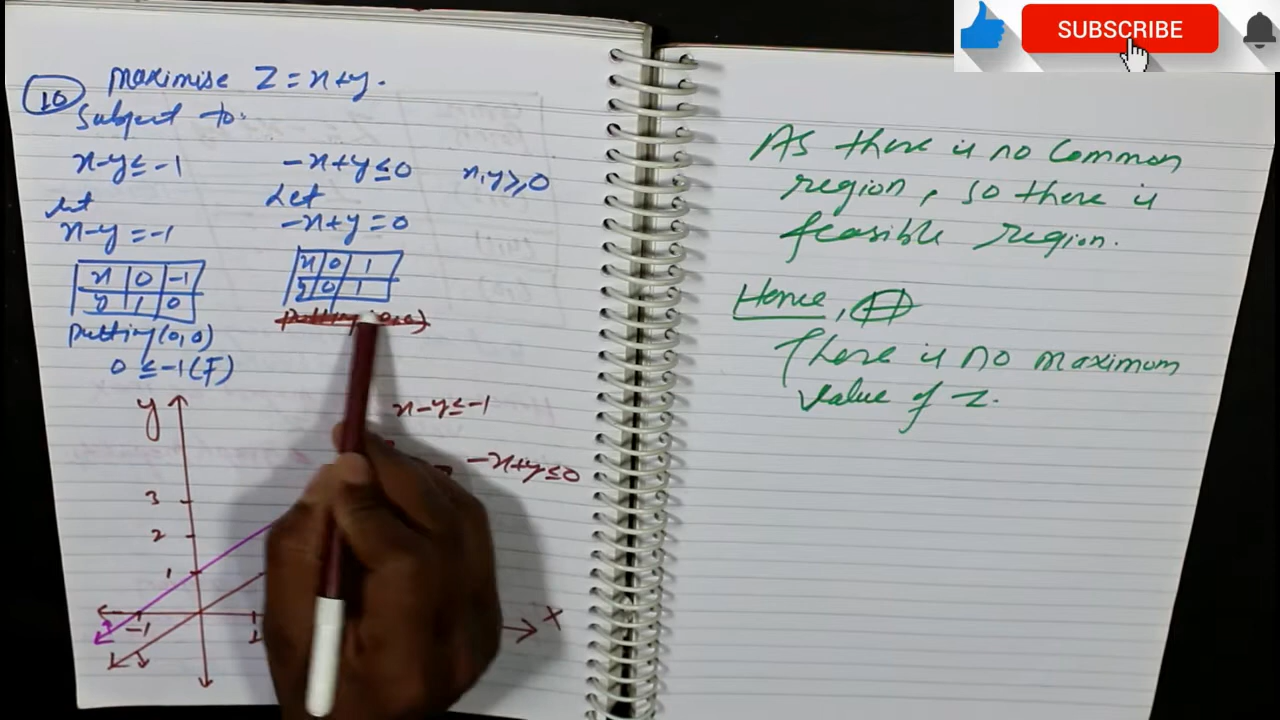 10 Maximise Z = x+y.
Subject to:
x-y ≤ -1 -x+y ≤ 0 x,y ≥ 0
Let Let
x-y = -1 -x+y = 0
x 0 -1 x 0 1
y 1 0 y 0 1
Putting (0,0)
0 ≤ -1 (F)
y
x-y ≤ -1
-x+y ≤ 0
3
2
1
-1 1
X
SUBSCRIBE
As there is no common
region, so there is
feasible region.
Hence,
There is no maximum
value of Z.